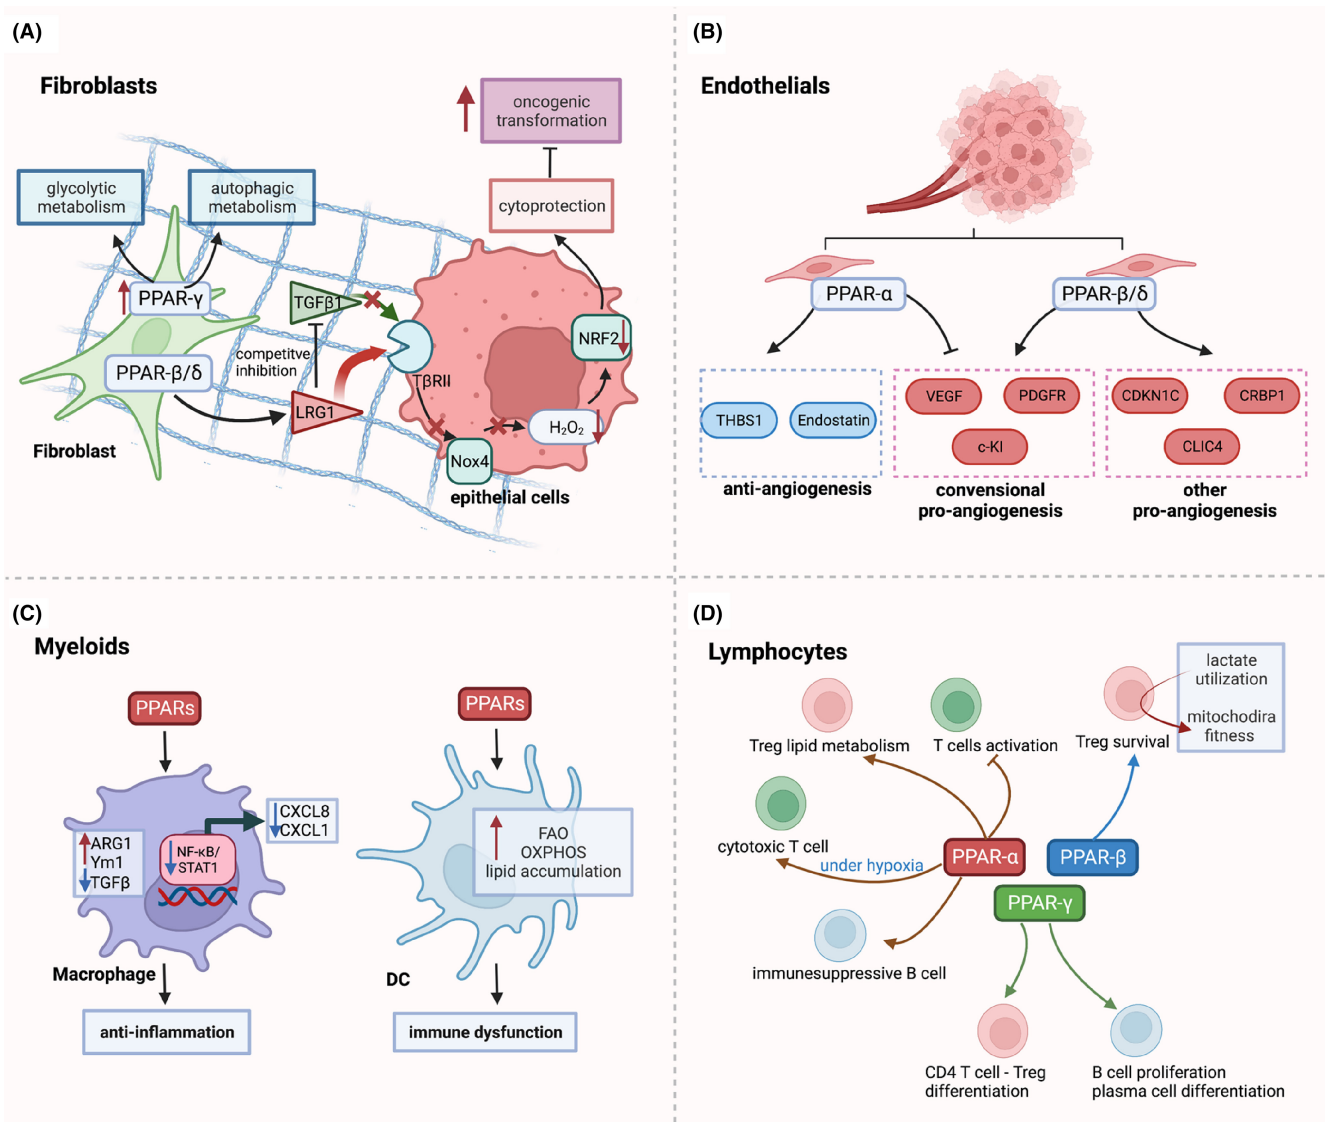 (A)
Fibroblasts
oncogenic
transformation
cytoprotection
glycolytic
metabolism
autophagic
metabolism
PPAR-γ
TGFβ1
NRF2
competitve
inhibition
PPAR-β/δ
TβRII
LRG1
H₂O₂
Nox4
Fibroblast
epithelial cells
(B)
Endothelials
PPAR-α
PPAR-β/δ
THBS1
Endostatin
VEGF
PDGFR
c-KI
CDKN1C
CRBP1
CLIC4
anti-angiogenesis
convensional
pro-angiogenesis
other
pro-angiogenesis
(C)
Myeloids
PPARs
CXCL8
CXCL1
ARG1
Ym1
TGFβ
NF-κB/
STAT1
Macrophage
anti-inflammation
PPARs
FAO
OXPHOS
lipid accumulation
DC
immune dysfunction
(D)
Lymphocytes
lactate
utilization
mitochodira
fitness
Treg lipid metabolism
T cells activation
Treg survival
cytotoxic T cell
under hypoxia
PPAR-α
PPAR-β
PPAR-γ
immunesuppressive B cell
CD4 T cell - Treg
differentiation
B cell proliferation
plasma cell differentiation